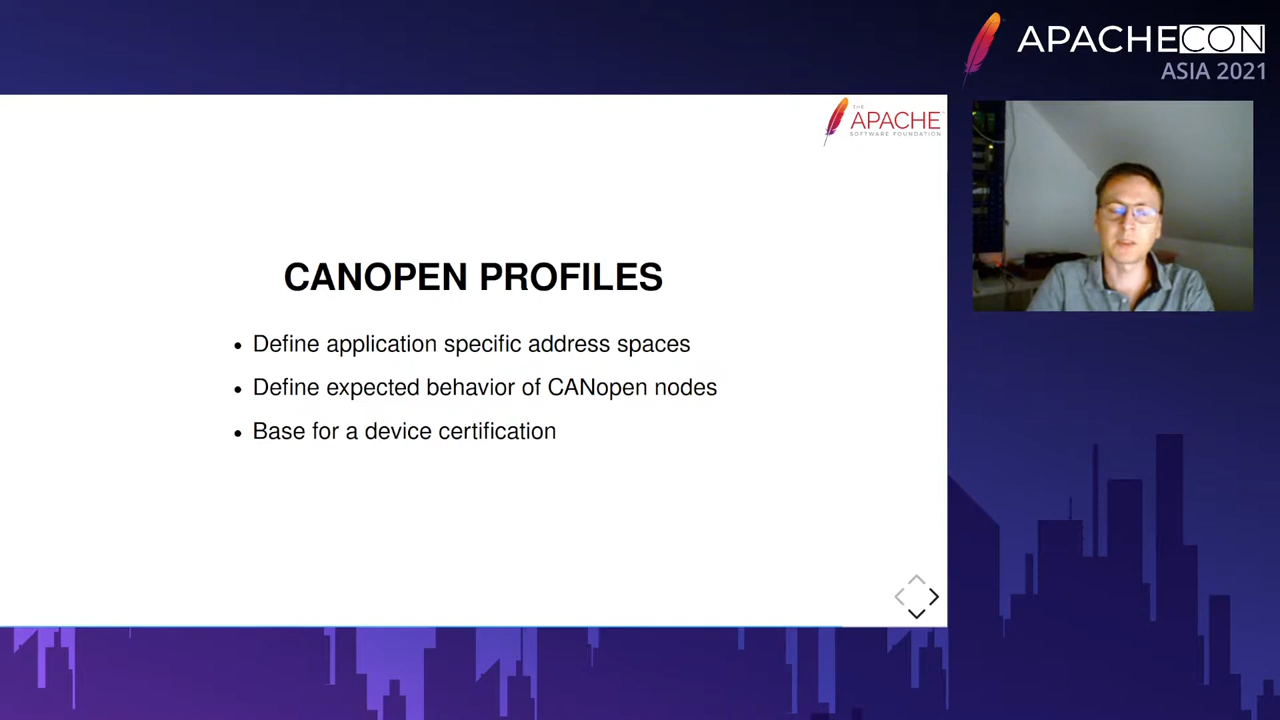 APACHECON
ASIA 2021
THE
APACHE
SOFTWARE FOUNDATION
CANOPEN PROFILES
• Define application specific address spaces
• Define expected behavior of CANopen nodes
• Base for a device certification